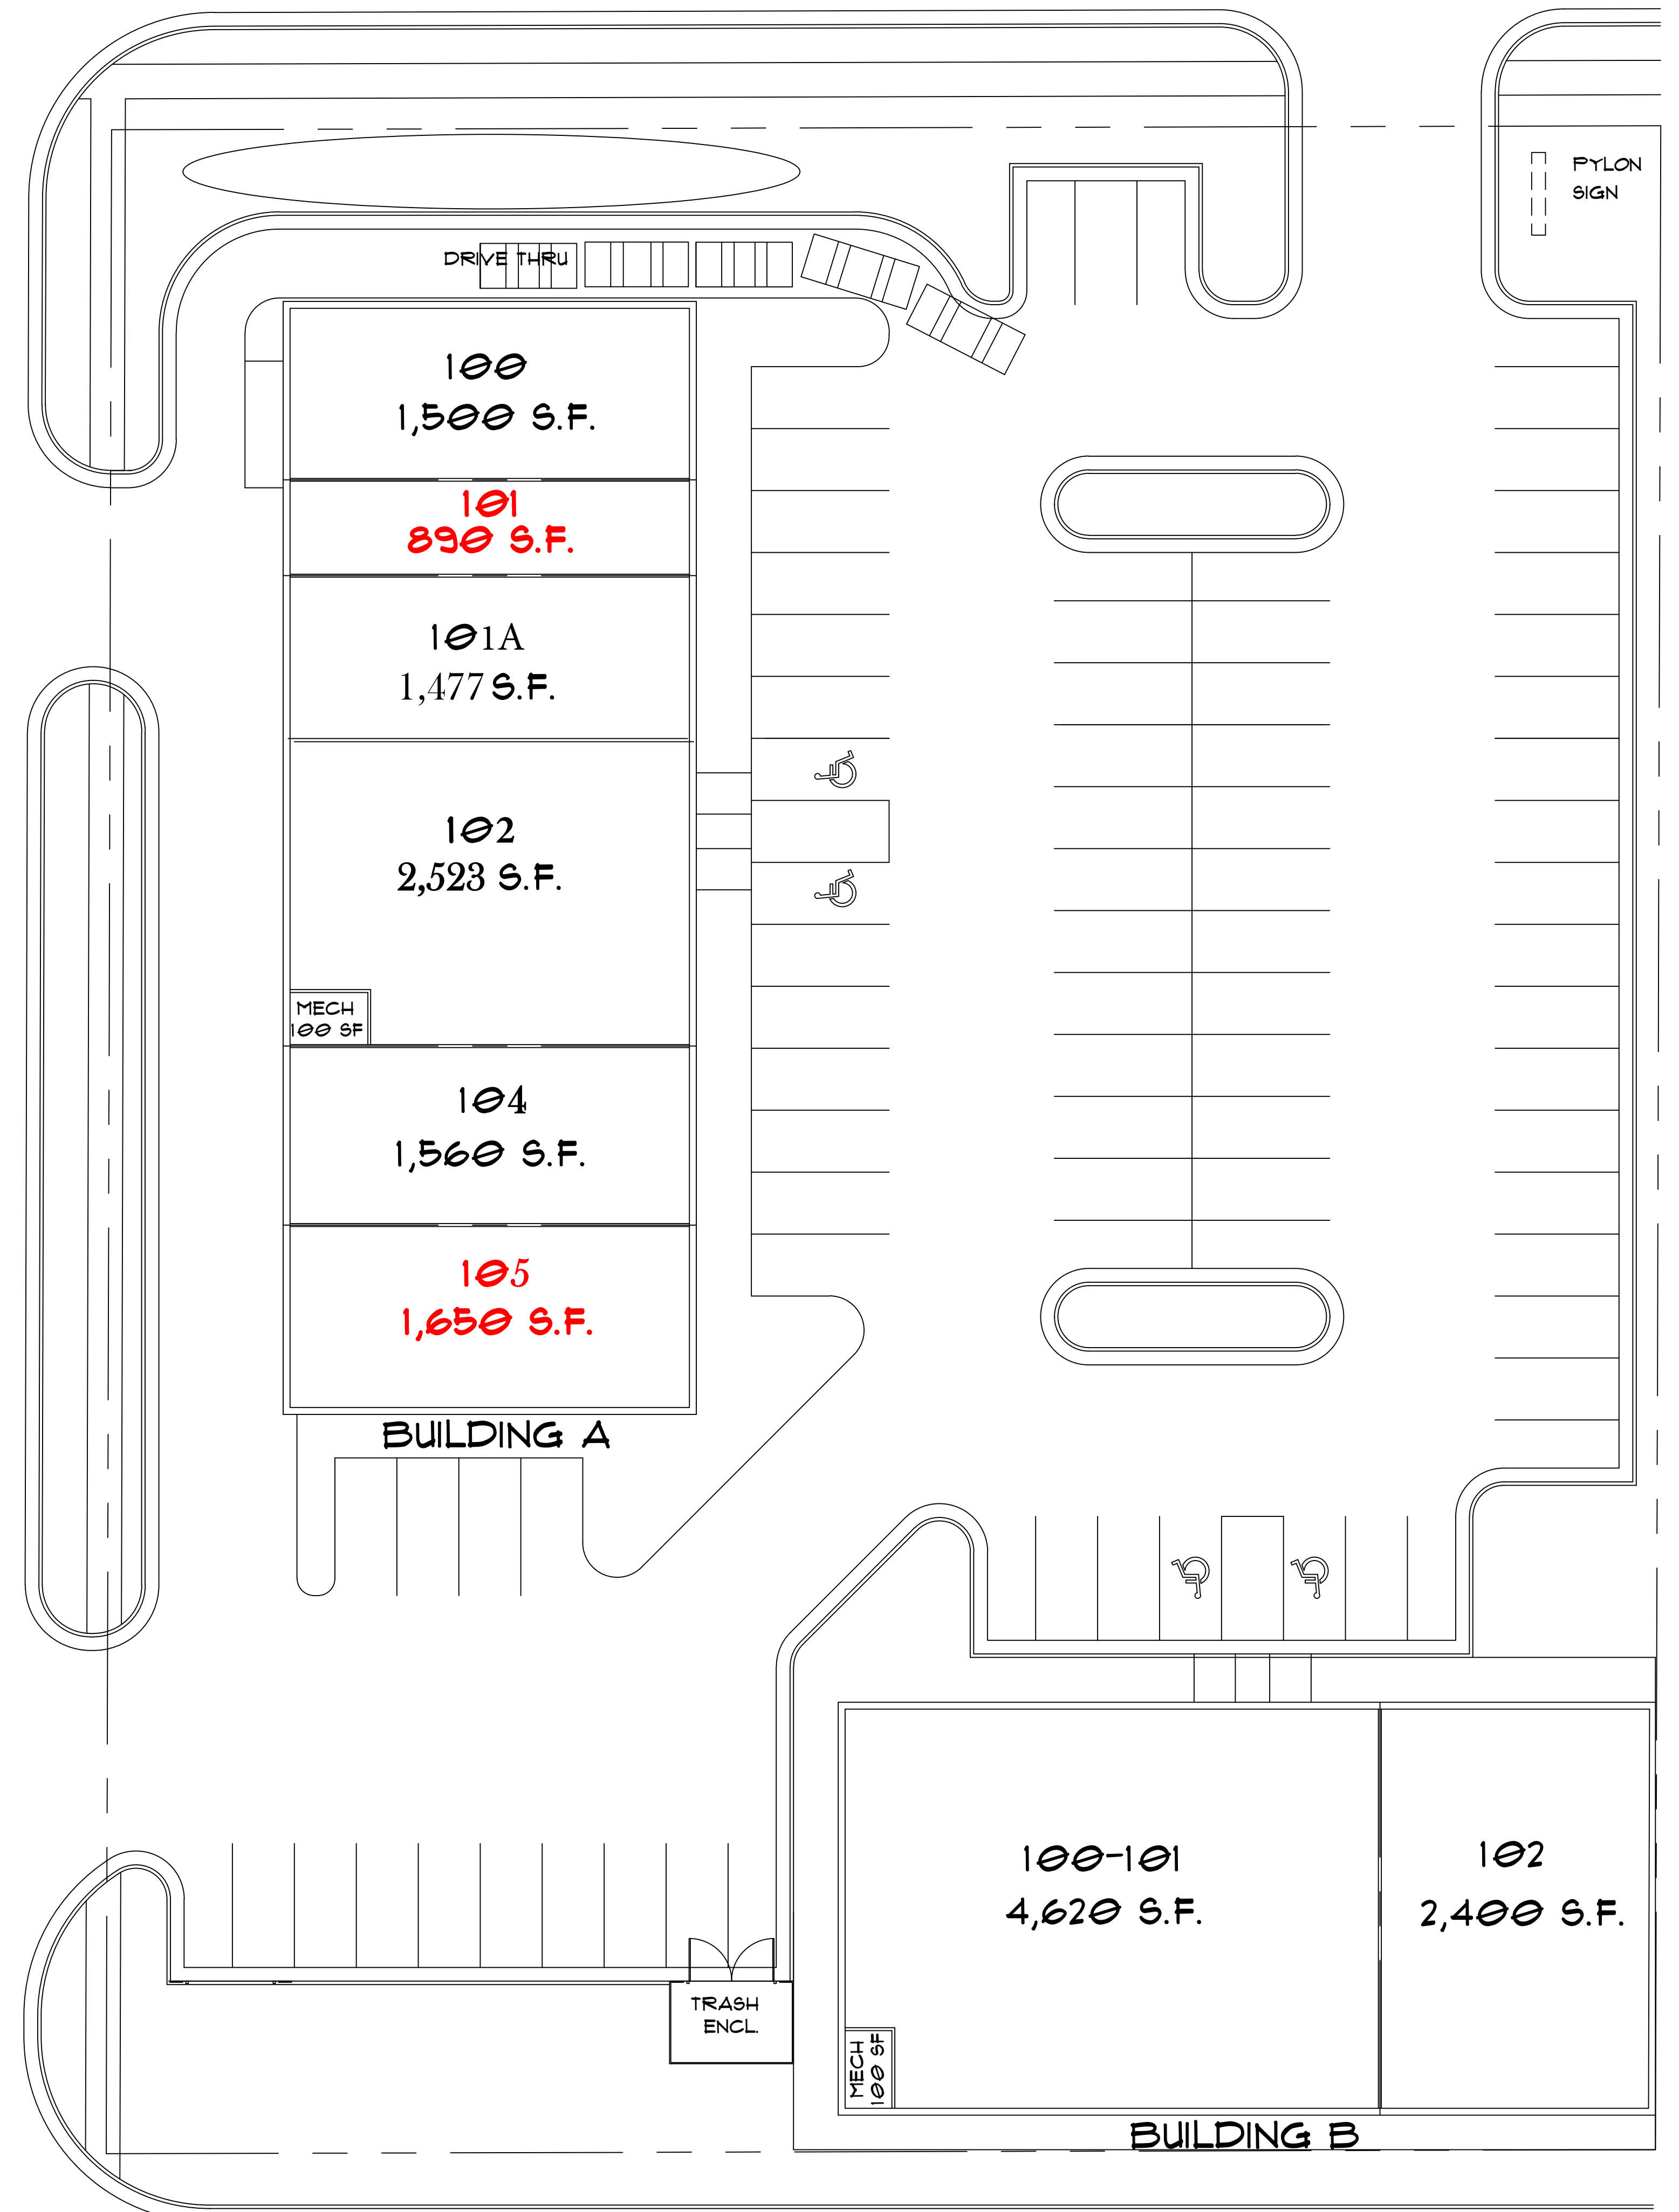 PYLON
SIGN
DRIVE THRU
100
1,500 S.F.
101
890 S.F.
101A
1,477 S.F.
102
2,523 S.F.
MECH
100 SF
104
1,560 S.F.
105
1,650 S.F.
BUILDING A
100-101
4,620 S.F.
102
2,400 S.F.
TRASH
ENCL.
MECH
100 SF
BUILDING B